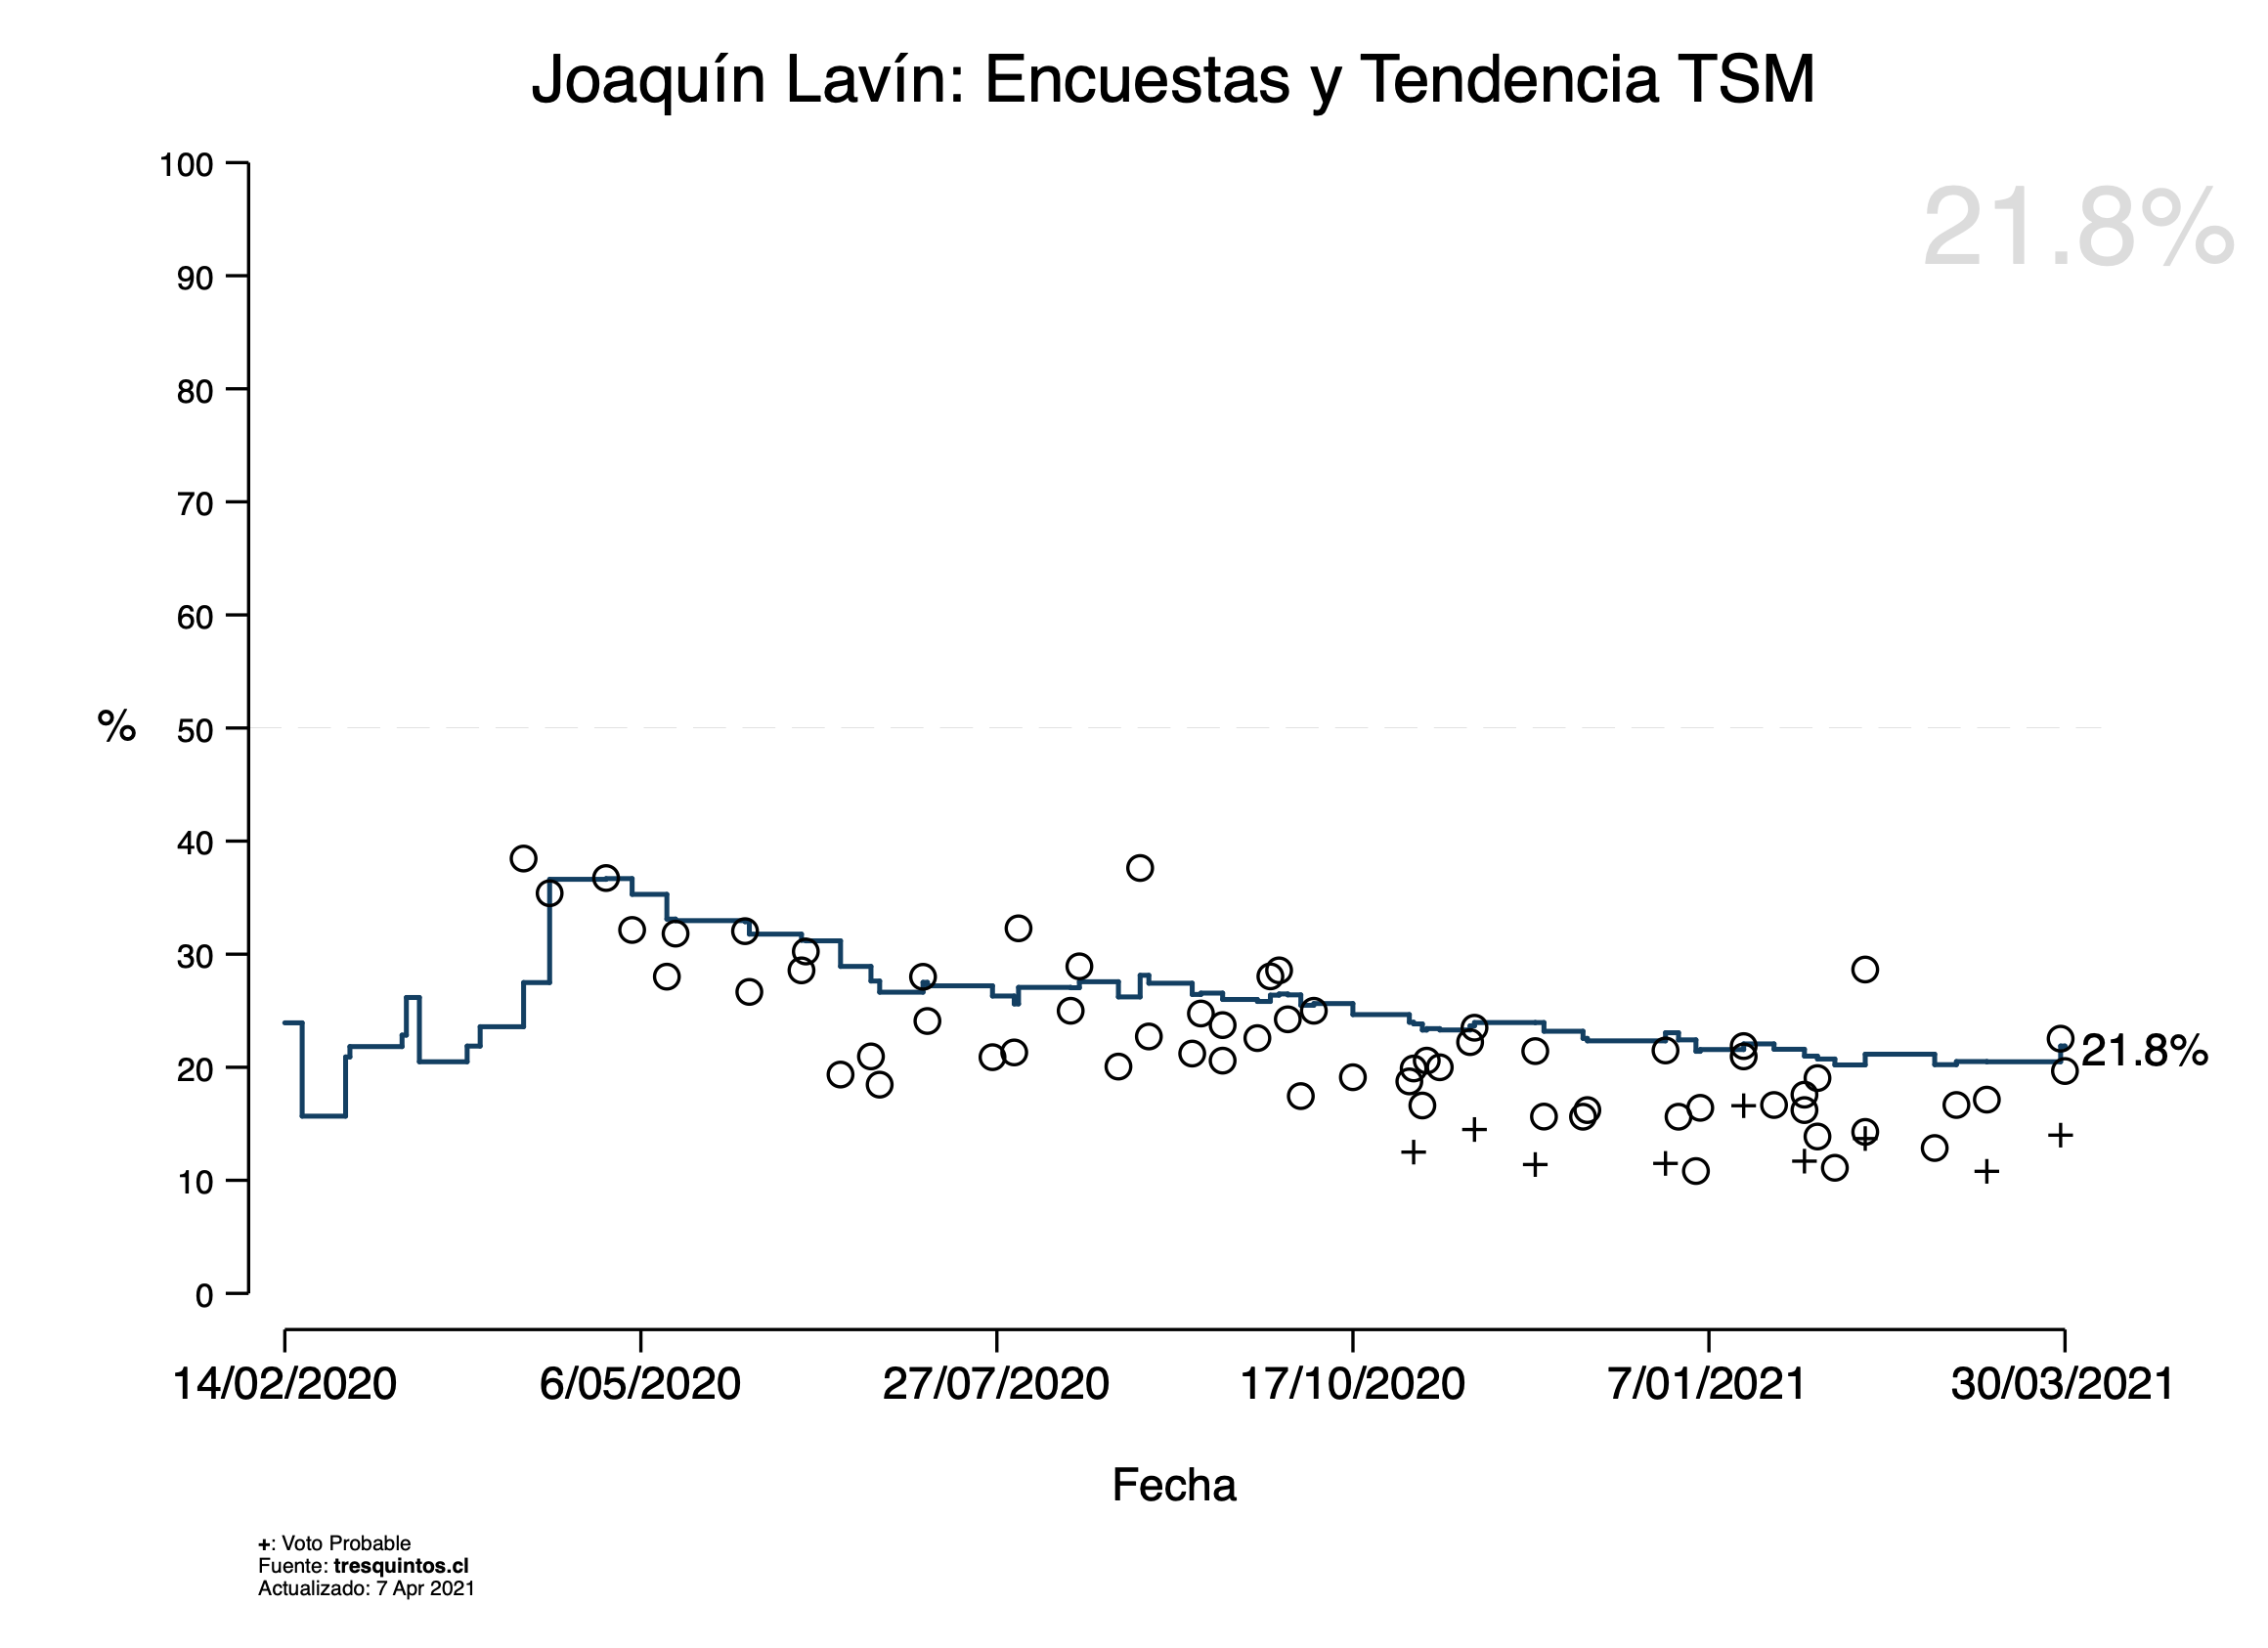 Joaquín Lavín: Encuestas y Tendencia TSM
21.8%
100
90
80
70
60
50
40
30
20
10
0
%
21.8%
14/02/2020 6/05/2020 27/07/2020 17/10/2020 7/01/2021 30/03/2021
Fecha
+: Voto Probable
Fuente: tresquintos.cl
Actualizado: 7 Apr 2021